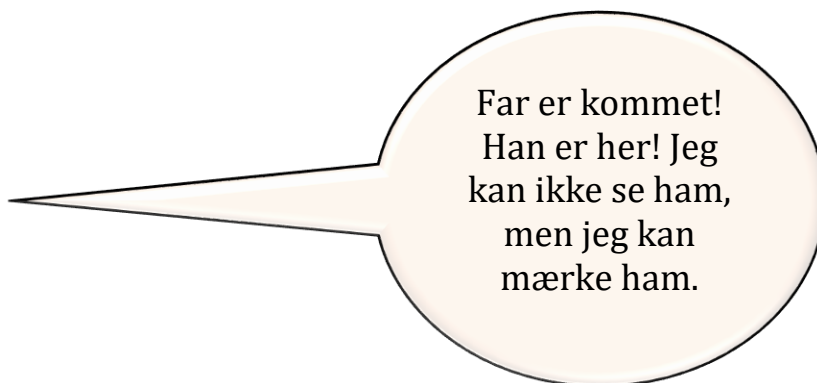 Far er kommet!
Han er her! Jeg
kan ikke se ham,
men jeg kan
mærke ham.